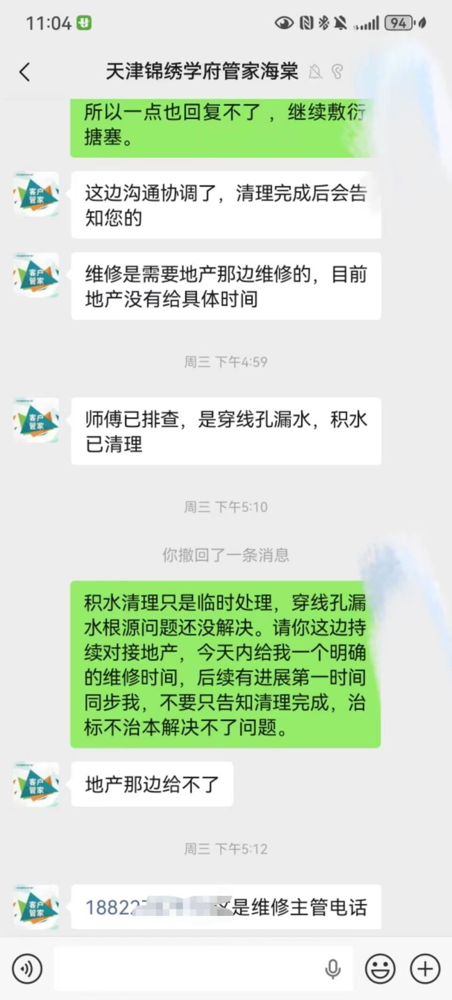 11:04
94
天津锦绣学府管家海棠
所以一点也回复不了，继续敷衍
搪塞。
客户
管家
这边沟通协调了，清理完成后会告
知您的
客户
管家
维修是需要地产那边维修的，目前
地产没有给具体时间
周三 下午4:59
客户
管家
师傅已排查，是穿线孔漏水，积水
已清理
周三 下午5:10
你撤回了一条消息
积水清理只是临时处理，穿线孔漏
水根源问题还没解决。请你这边持
续对接地产，今天内给我一个明确
的维修时间，后续有进展第一时间
同步我，不要只告知清理完成，治
标不治本解决不了问题。
客户
管家
地产那边给不了
周三 下午5:12
客户
管家
18822 是维修主管电话